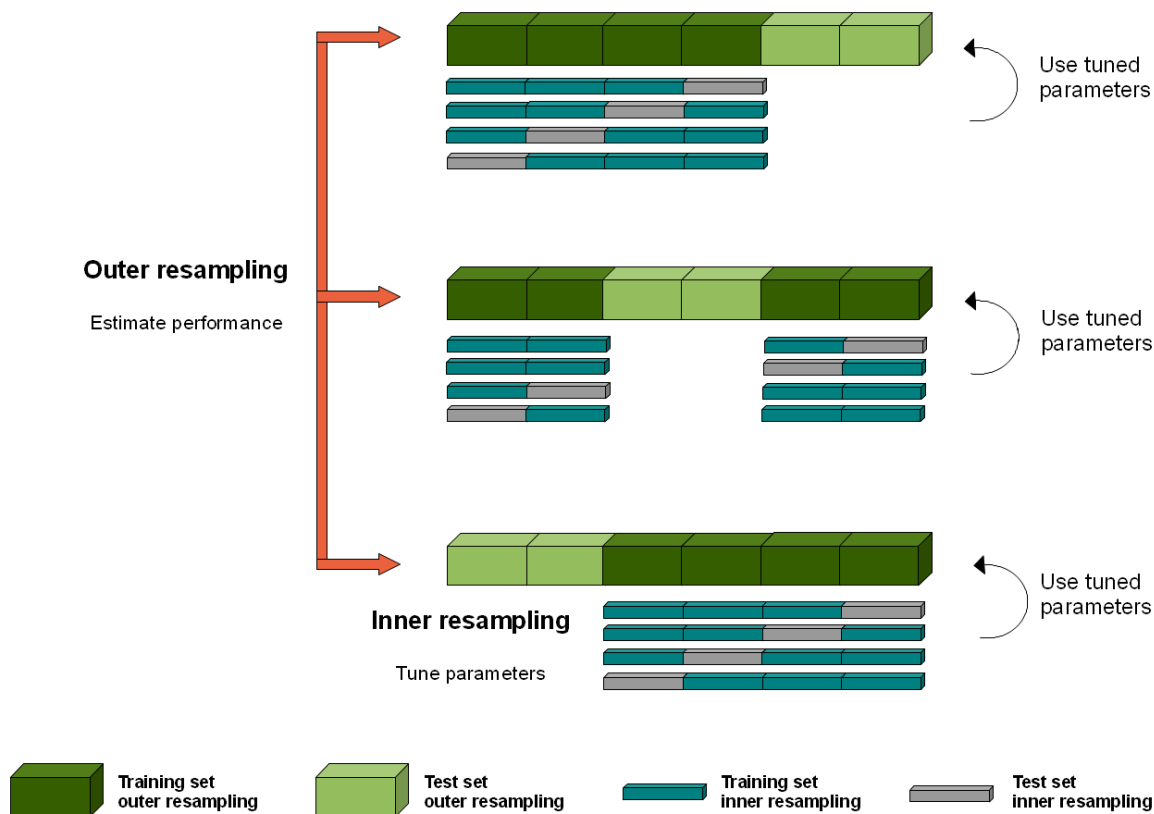 Use tuned
parameters
Outer resampling
Estimate performance
Use tuned
parameters
Use tuned
parameters
Inner resampling
Tune parameters
Training set
outer resampling
Test set
outer resampling
Training set
inner resampling
Test set
inner resampling